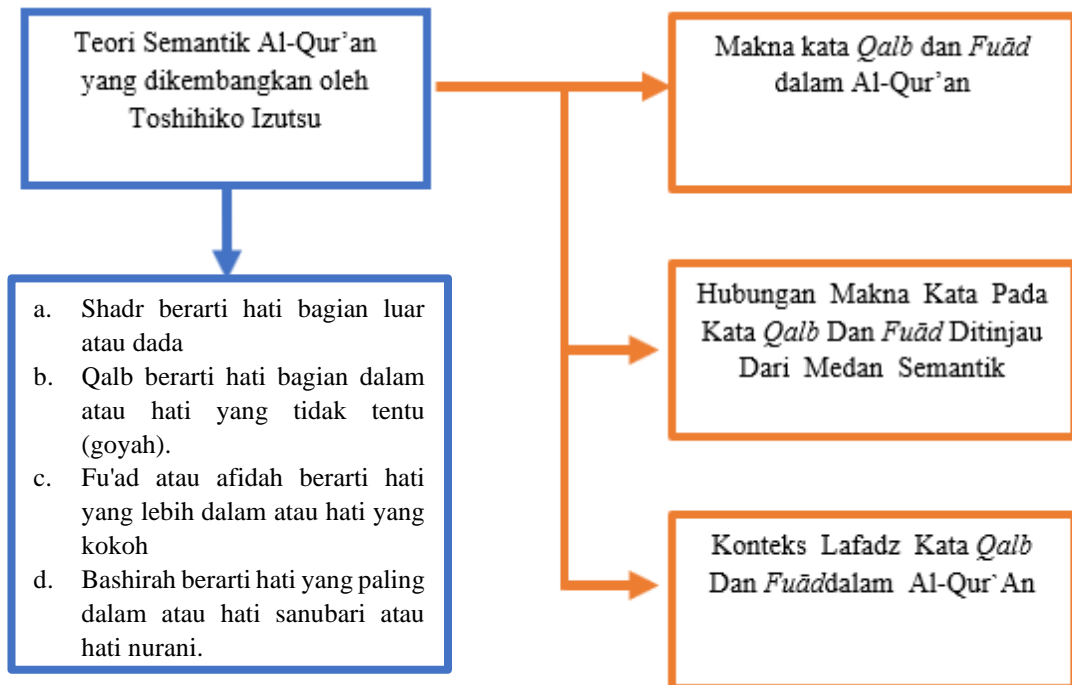 Teori Semantik Al-Qur’an
yang dikembangkan oleh
Toshihiko Izutsu
a. Shadr berarti hati bagian luar
atau dada
b. Qalb berarti hati bagian dalam
atau hati yang tidak tentu
(goyah).
c. Fu'ad atau afidah berarti hati
yang lebih dalam atau hati yang
kokoh
d. Bashirah berarti hati yang paling
dalam atau hati sanubari atau
hati nurani.
Makna kata Qalb dan Fuād
dalam Al-Qur’an
Hubungan Makna Kata Pada
Kata Qalb Dan Fuād Ditinjau
Dari Medan Semantik
Konteks Lafadz Kata Qalb
Dan Fuāddalam Al-Qur`An